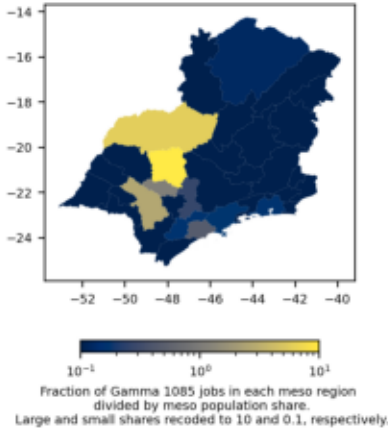 −14
−16
−18
−20
−22
−24
−52 −50 −48 −46 −44 −42 −40
10⁻¹ 10⁰ 10¹
Fraction of Gamma 1085 jobs in each meso region
divided by meso population share.
Large and small shares recoded to 10 and 0.1, respectively.